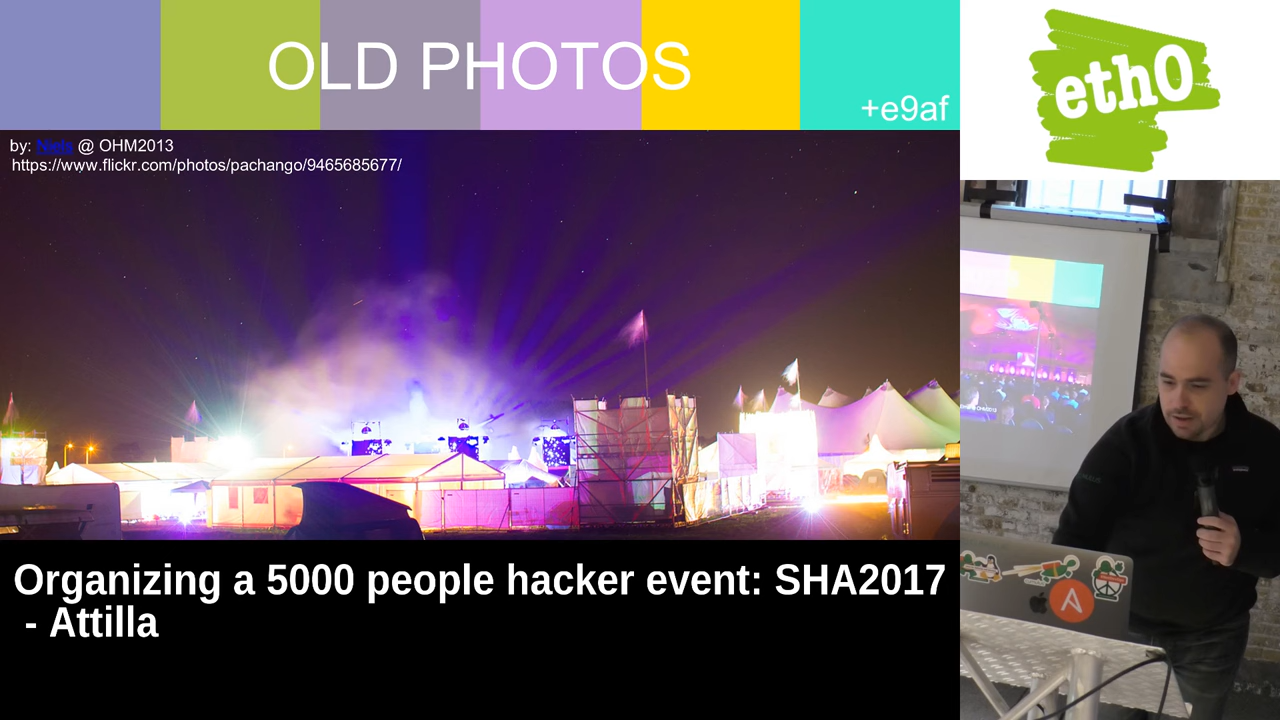 OLD PHOTOS
+e9af
by: Niels @ OHM2013
https://www.flickr.com/photos/pachango/9465685677/
ethO
Organizing a 5000 people hacker event: SHA2017
- Attilla